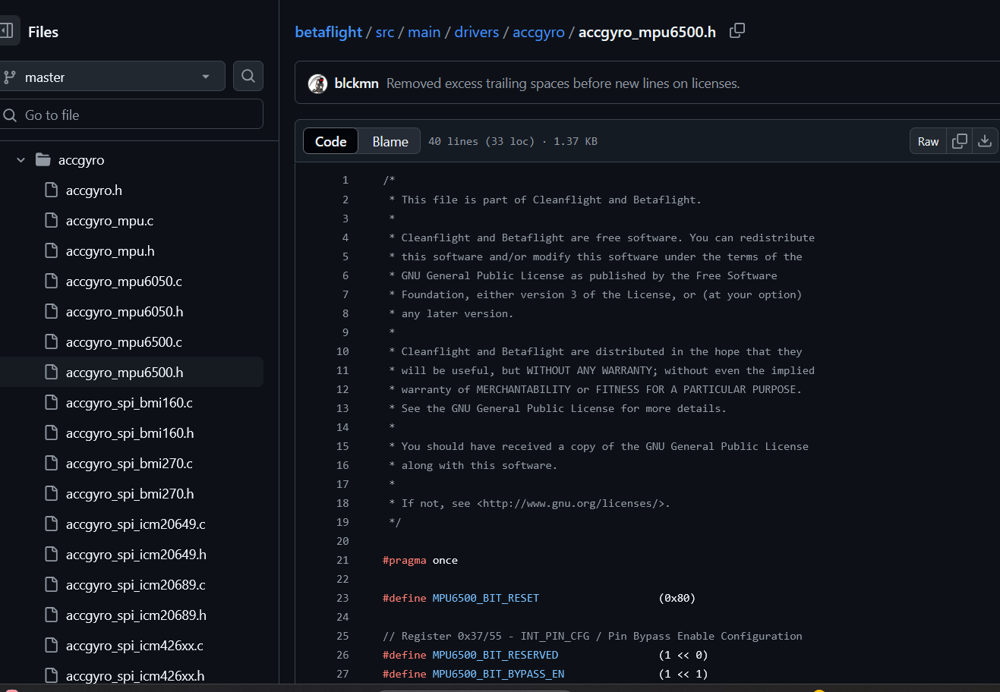 Files
master
Go to file
accgyro
accgyro.h
accgyro_mpu.c
accgyro_mpu.h
accgyro_mpu6050.c
accgyro_mpu6050.h
accgyro_mpu6500.c
accgyro_mpu6500.h
accgyro_spi_bmi160.c
accgyro_spi_bmi160.h
accgyro_spi_bmi270.c
accgyro_spi_bmi270.h
accgyro_spi_icm20649.c
accgyro_spi_icm20649.h
accgyro_spi_icm20689.c
accgyro_spi_icm20689.h
accgyro_spi_icm426xx.c
accgyro_spi_icm426xx.h
betaflight / src / main / drivers / accgyro / accgyro_mpu6500.h
blckmn Removed excess trailing spaces before new lines on licenses.
Code Blame 40 lines (33 loc) · 1.37 KB Raw
1 /*
2 * This file is part of Cleanflight and Betaflight.
3 *
4 * Cleanflight and Betaflight are free software. You can redistribute
5 * this software and/or modify this software under the terms of the
6 * GNU General Public License as published by the Free Software
7 * Foundation, either version 3 of the License, or (at your option)
8 * any later version.
9 *
10 * Cleanflight and Betaflight are distributed in the hope that they
11 * will be useful, but WITHOUT ANY WARRANTY; without even the implied
12 * warranty of MERCHANTABILITY or FITNESS FOR A PARTICULAR PURPOSE.
13 * See the GNU General Public License for more details.
14 *
15 * You should have received a copy of the GNU General Public License
16 * along with this software.
17 *
18 * If not, see <http://www.gnu.org/licenses/>.
19 */
20
21 #pragma once
22
23 #define MPU6500_BIT_RESET (0x80)
24
25 // Register 0x37/55 - INT_PIN_CFG / Pin Bypass Enable Configuration
26 #define MPU6500_BIT_RESERVED (1 << 0)
27 #define MPU6500_BIT_BYPASS_EN (1 << 1)